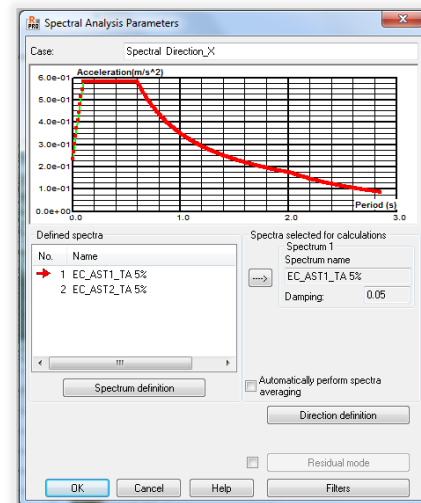 Spectral Analysis Parameters
Case:
Spectral Direction_X
Acceleration(m/s^2)
6.0e-01
5.0e-01
4.0e-01
3.0e-01
2.0e-01
1.0e-01
0.0e+00
Period (s)
0.0
1.0
2.0
3.0
Defined spectra
No. Name
1 EC_AST1_TA 5%
2 EC_AST2_TA 5%
Spectrum definition
Spectra selected for calculations
Spectrum 1
Spectrum name
---->
EC_AST1_TA 5%
Damping: 0.05
Automatically perform spectra
averaging
Direction definition
Residual mode
OK
Cancel
Help
Filters